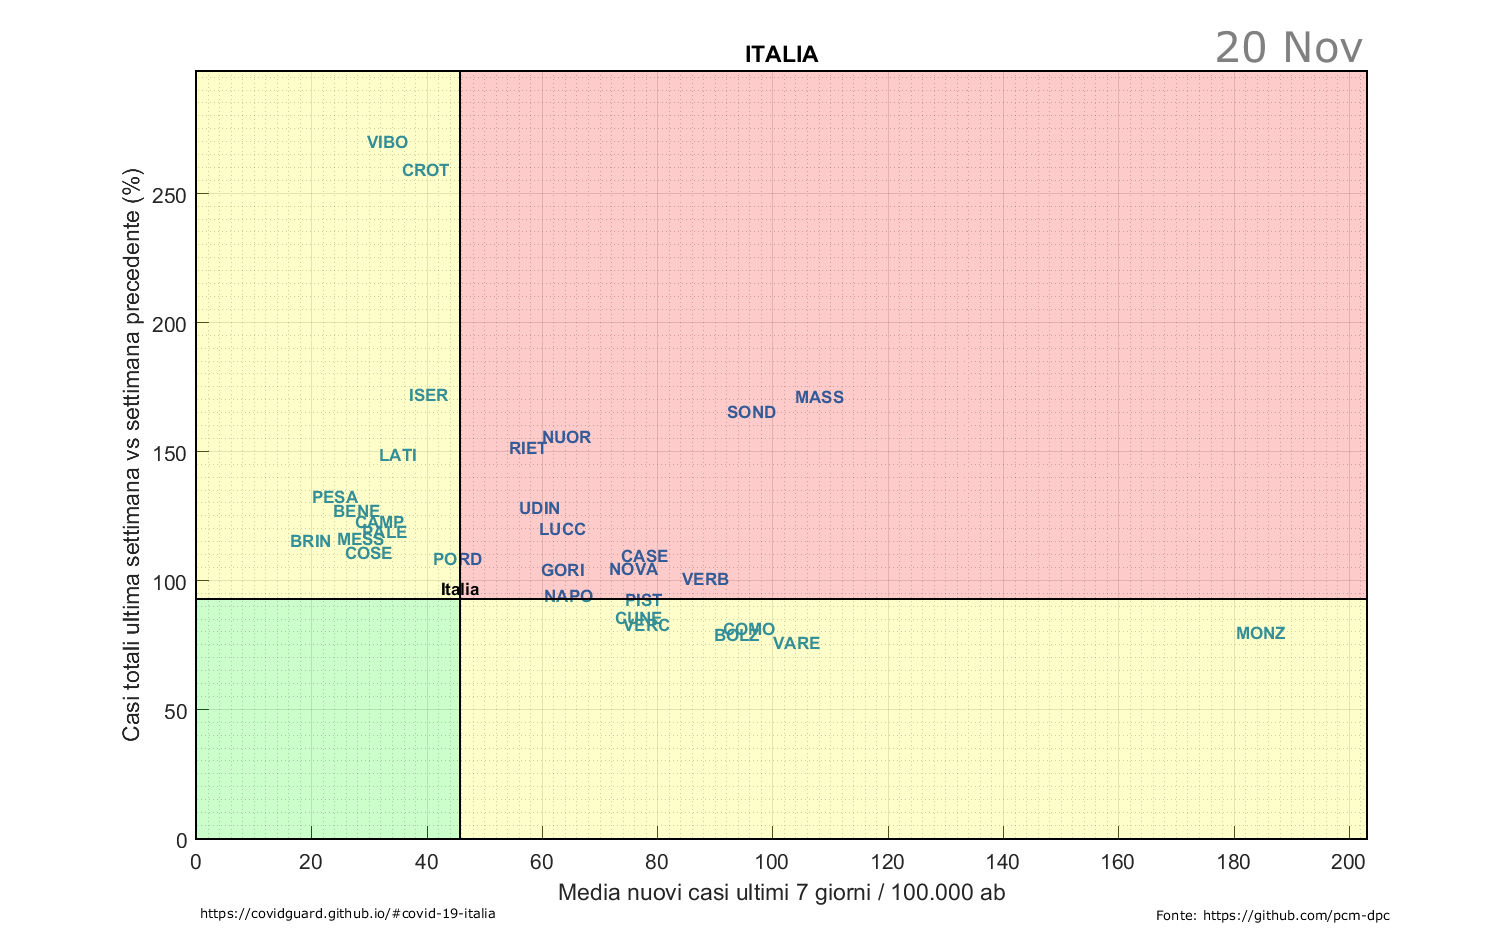 20 Nov
ITALIA
Casi totali ultima settimana vs settimana precedente (%)
250
200
150
100
50
0
VIBO
CROT
ISER
MASS
SOND
NUOR
RIET
LATI
PESA
UDIN
BENE
CAMP
LUCC
PALE
MESS
BRIN
COSE
CASE
PORD
NOVA
GORI
VERB
Italia
NAPO
PIST
CUNE
VERC
COMO
BOLZ
MONZ
VARE
0 20 40 60 80 100 120 140 160 180 200
Media nuovi casi ultimi 7 giorni / 100.000 ab
https://covidguard.github.io/#covid-19-italia
Fonte: https://github.com/pcm-dpc